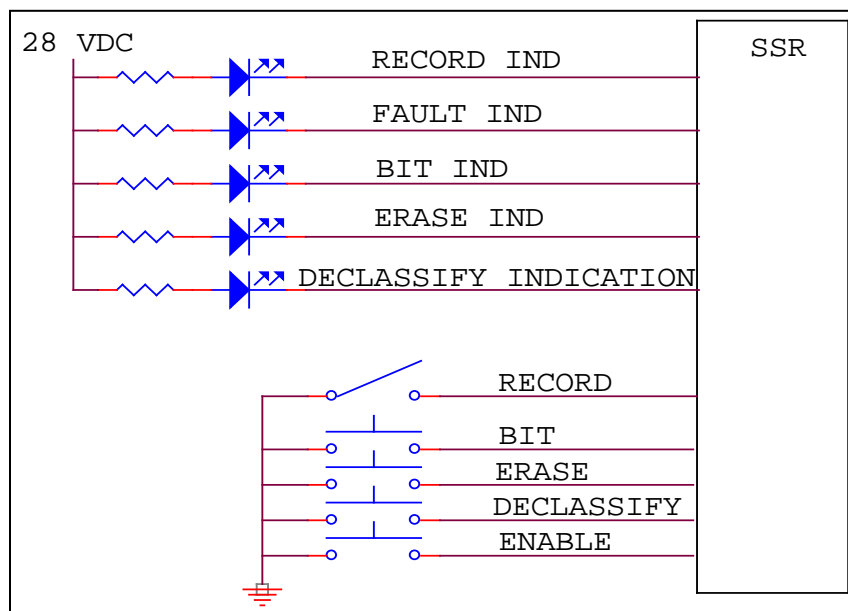 28 VDC
SSR
RECORD IND
FAULT IND
BIT IND
ERASE IND
DECLASSIFY INDICATION
RECORD
BIT
ERASE
DECLASSIFY
ENABLE